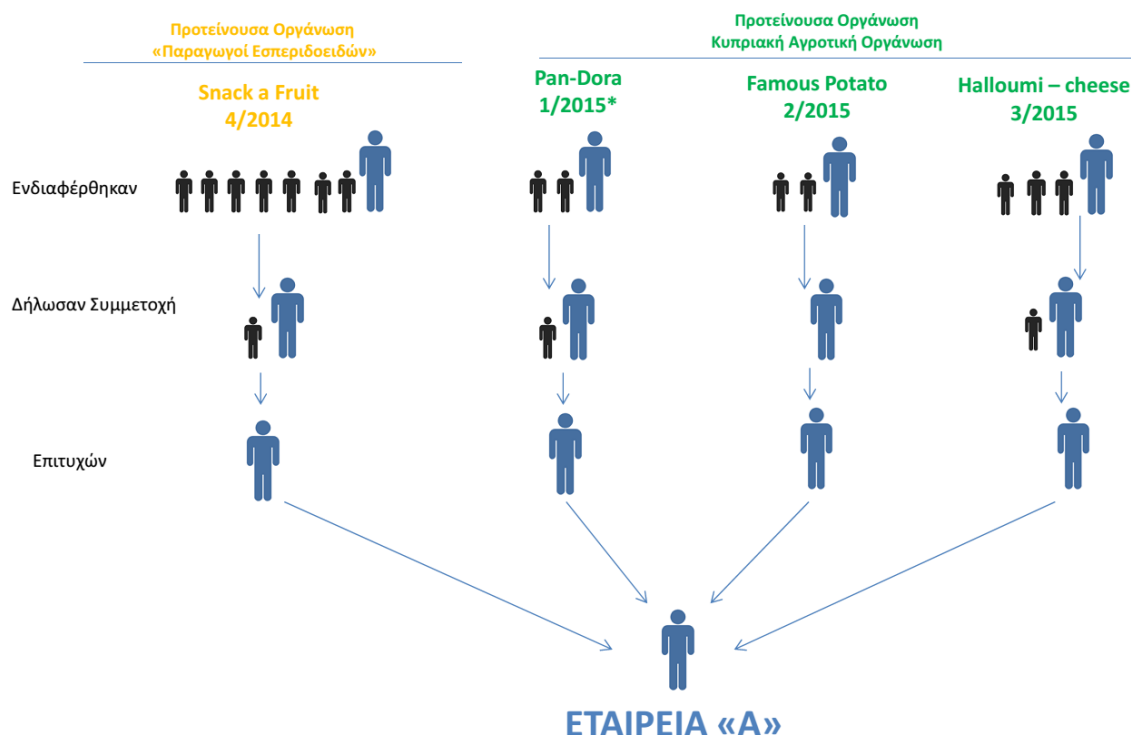 Προτείνουσα Οργάνωση
«Παραγωγοί Εσπεριδοειδών»
Προτείνουσα Οργάνωση
Κυπριακή Αγροτική Οργάνωση
Snack a Fruit
4/2014
Pan-Dora
1/2015*
Famous Potato
2/2015
Halloumi – cheese
3/2015
Ενδιαφέρθηκαν
Δήλωσαν Συμμετοχή
Επιτυχών
ΕΤΑΙΡΕΙΑ «Α»